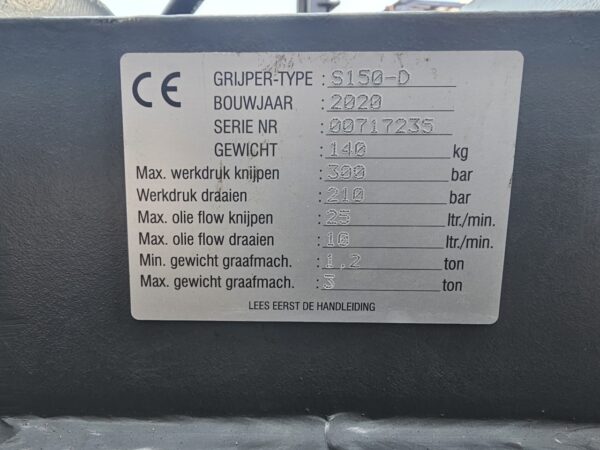 CE GRIJPER-TYPE : S150-D
BOUWJAAR : 2020
SERIE NR : 00717235
GEWICHT : 140 kg
Max. werkdruk knijpen : 300 bar
Werkdruk draaien : 210 bar
Max. olie flow knijpen : 25 ltr./min.
Max. olie flow draaien : 10 ltr./min.
Min. gewicht graafmach. : 1,2 ton
Max. gewicht graafmach. : 3 ton
LEES EERST DE HANDLEIDING